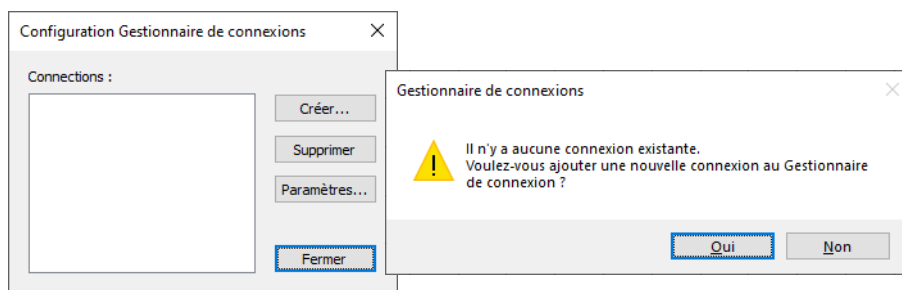 Configuration Gestionnaire de connexions
Connections :
Créer...
Supprimer
Paramètres...
Fermer
Gestionnaire de connexions
Il n'y a aucune connexion existante.
Voulez-vous ajouter une nouvelle connexion au Gestionnaire
de connexion ?
Oui
Non